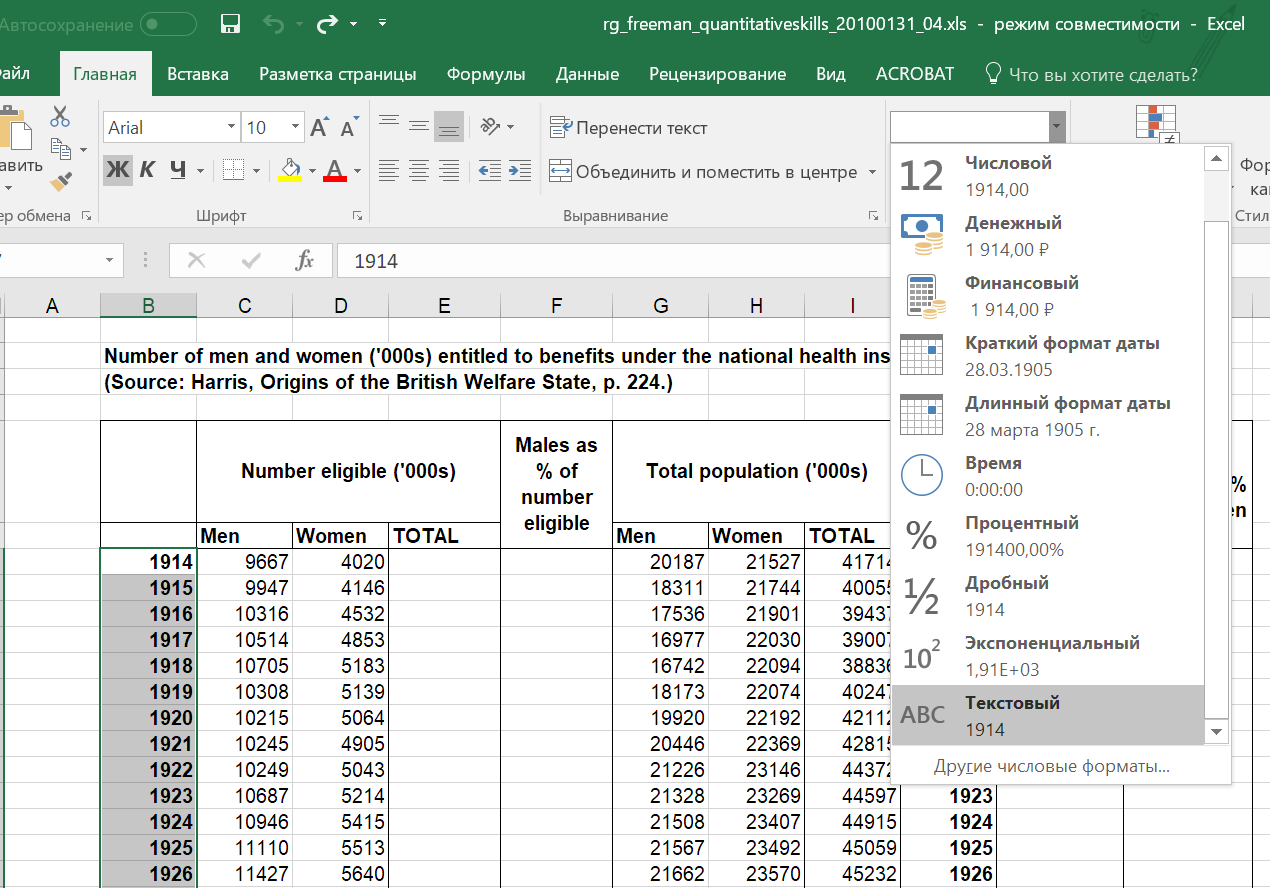 Автосохранение
rg_freeman_quantitativeskills_20100131_04.xls - режим совместимости - Excel
айл Главная Вставка Разметка страницы Формулы Данные Рецензирование Вид ACROBAT Что вы хотите сделать?
Arial 10 A A Перенести текст
авить Ж К Ч А Объединить и поместить в центре
ер обмена Шрифт Выравнивание
Фор
ка
Стил
12 Числовой
1914,00
Денежный
1 914,00 ₽
Финансовый
1 914,00 ₽
Краткий формат даты
28.03.1905
Длинный формат даты
28 марта 1905 г.
Время
0:00:00
% Процентный
191400,00%
½ Дробный
1914
10² Экспоненциальный
1,91E+03
ABC Текстовый
1914
Другие числовые форматы...
fx 1914
A B C D E F G H I
Number of men and women ('000s) entitled to benefits under the national health ins
(Source: Harris, Origins of the British Welfare State, p. 224.)
Number eligible ('000s)
Males as
% of
number
eligible
Total population ('000s)
%
en
Men Women TOTAL Men Women TOTAL
1914 9667 4020 20187 21527 41714
1915 9947 4146 18311 21744 40055
1916 10316 4532 17536 21901 39437
1917 10514 4853 16977 22030 39007
1918 10705 5183 16742 22094 38836
1919 10308 5139 18173 22074 40247
1920 10215 5064 19920 22192 42112
1921 10245 4905 20446 22369 42815
1922 10249 5043 21226 23146 44372
1923 10687 5214 21328 23269 44597 1923
1924 10946 5415 21508 23407 44915 1924
1925 11110 5513 21567 23492 45059 1925
1926 11427 5640 21662 23570 45232 1926